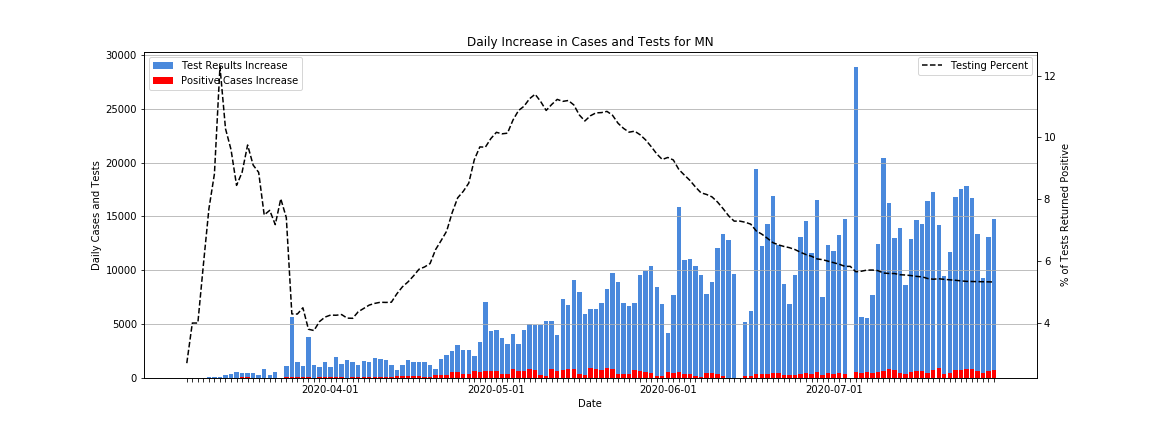 Daily Increase in Cases and Tests for MN
Test Results Increase
Positive Cases Increase
Testing Percent
30000
25000
20000
15000
10000
5000
0
Daily Cases and Tests
12
10
8
6
4
% of Tests Returned Positive
2020-04-01
2020-05-01
2020-06-01
2020-07-01
Date